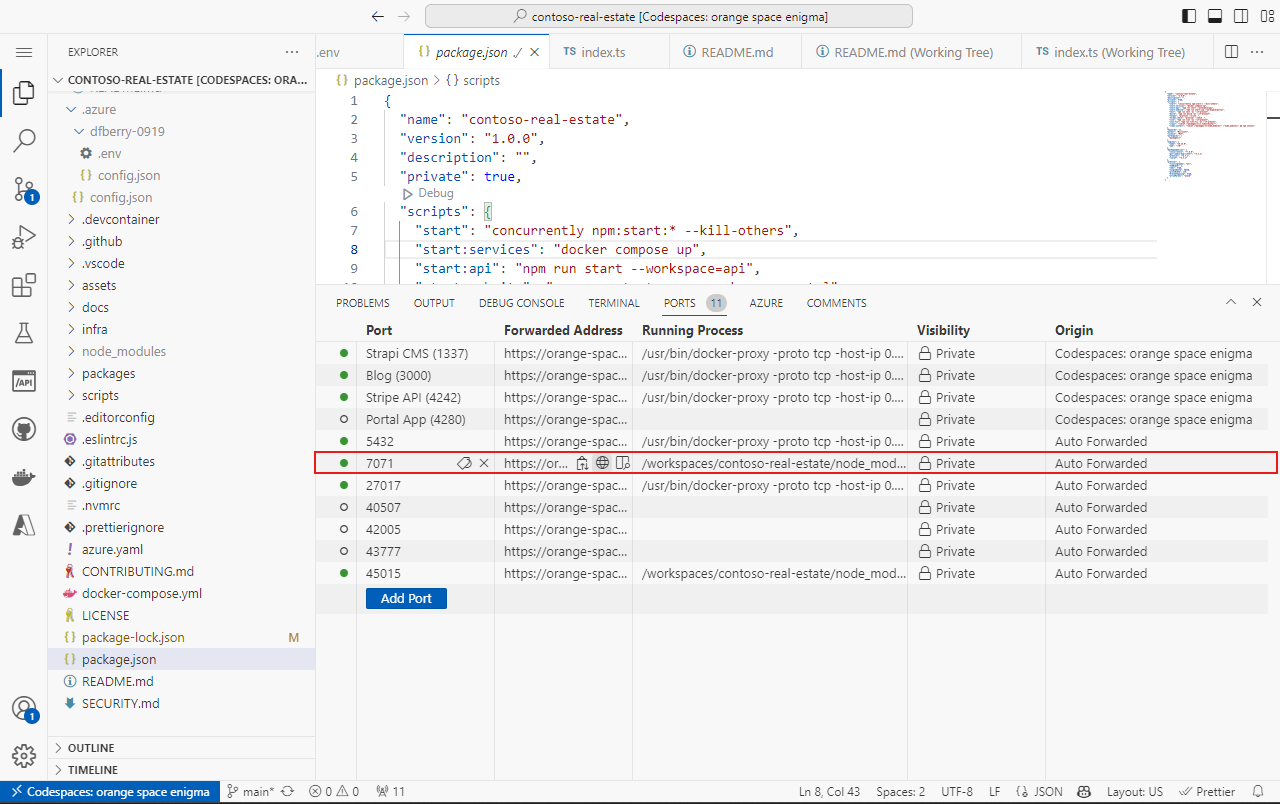 contoso-real-estate [Codespaces: orange space enigma]
EXPLORER
CONTOSO-REAL-ESTATE [CODESPACES: ORA...
.azure
dfberry-0919
.env
config.json
config.json
.devcontainer
.github
.vscode
assets
docs
infra
node_modules
packages
scripts
.editorconfig
.eslintrc.js
.gitattributes
.gitignore
.nvmrc
.prettierignore
azure.yaml
CONTRIBUTING.md
docker-compose.yml
LICENSE
package-lock.json M
package.json
README.md
SECURITY.md
OUTLINE
TIMELINE
1
/API
1
.env
package.json ./
TS index.ts
README.md
README.md (Working Tree)
TS index.ts (Working Tree)
{} package.json > {} scripts
1 {
2 "name": "contoso-real-estate",
3 "version": "1.0.0",
4 "description": "",
5 "private": true,
Debug
6 "scripts": {
7 "start": "concurrently npm:start:* --kill-others",
8 "start:services": "docker compose up",
9 "start:api": "npm run start --workspace=api",
PROBLEMS OUTPUT DEBUG CONSOLE TERMINAL PORTS 11 AZURE COMMENTS
Port Forwarded Address Running Process Visibility Origin
Strapi CMS (1337) https://orange-spac... /usr/bin/docker-proxy -proto tcp -host-ip 0.... Private Codespaces: orange space enigma
Blog (3000) https://orange-spac... /usr/bin/docker-proxy -proto tcp -host-ip 0.... Private Codespaces: orange space enigma
Stripe API (4242) https://orange-spac... /usr/bin/docker-proxy -proto tcp -host-ip 0.... Private Codespaces: orange space enigma
Portal App (4280) https://orange-spac... Private Codespaces: orange space enigma
5432 https://orange-spac... /usr/bin/docker-proxy -proto tcp -host-ip 0.... Private Auto Forwarded
7071 https://or... /workspaces/contoso-real-estate/node_mod... Private Auto Forwarded
27017 https://orange-spac... /usr/bin/docker-proxy -proto tcp -host-ip 0.... Private Auto Forwarded
40507 https://orange-spac... Private Auto Forwarded
42005 https://orange-spac... Private Auto Forwarded
43777 https://orange-spac... Private Auto Forwarded
45015 https://orange-spac... /workspaces/contoso-real-estate/node_mod... Private Auto Forwarded
Add Port
Codespaces: orange space enigma main* 0 0 11 Ln 8, Col 43 Spaces: 2 UTF-8 LF {} JSON Layout: US Prettier